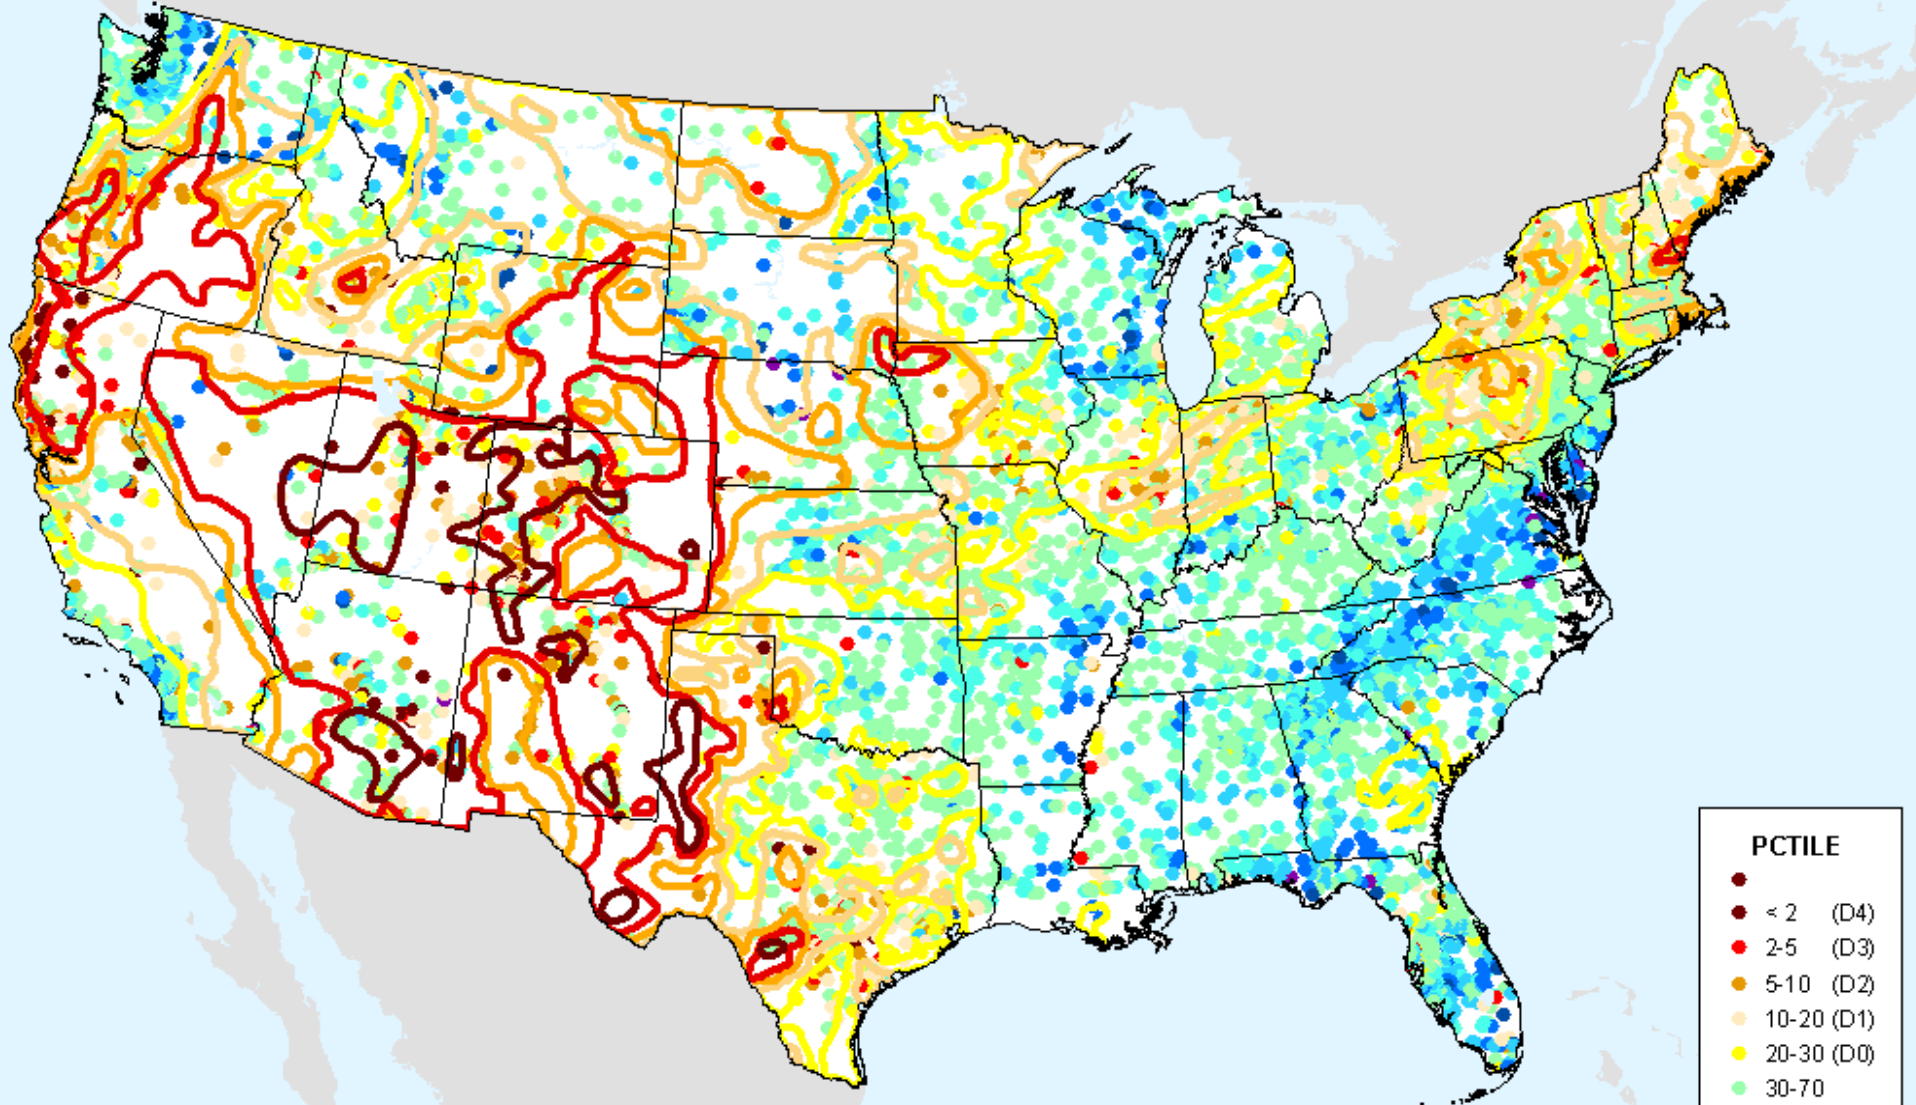 PCTILE
< 2 (D4)
2-5 (D3)
5-10 (D2)
10-20 (D1)
20-30 (D0)
30-70